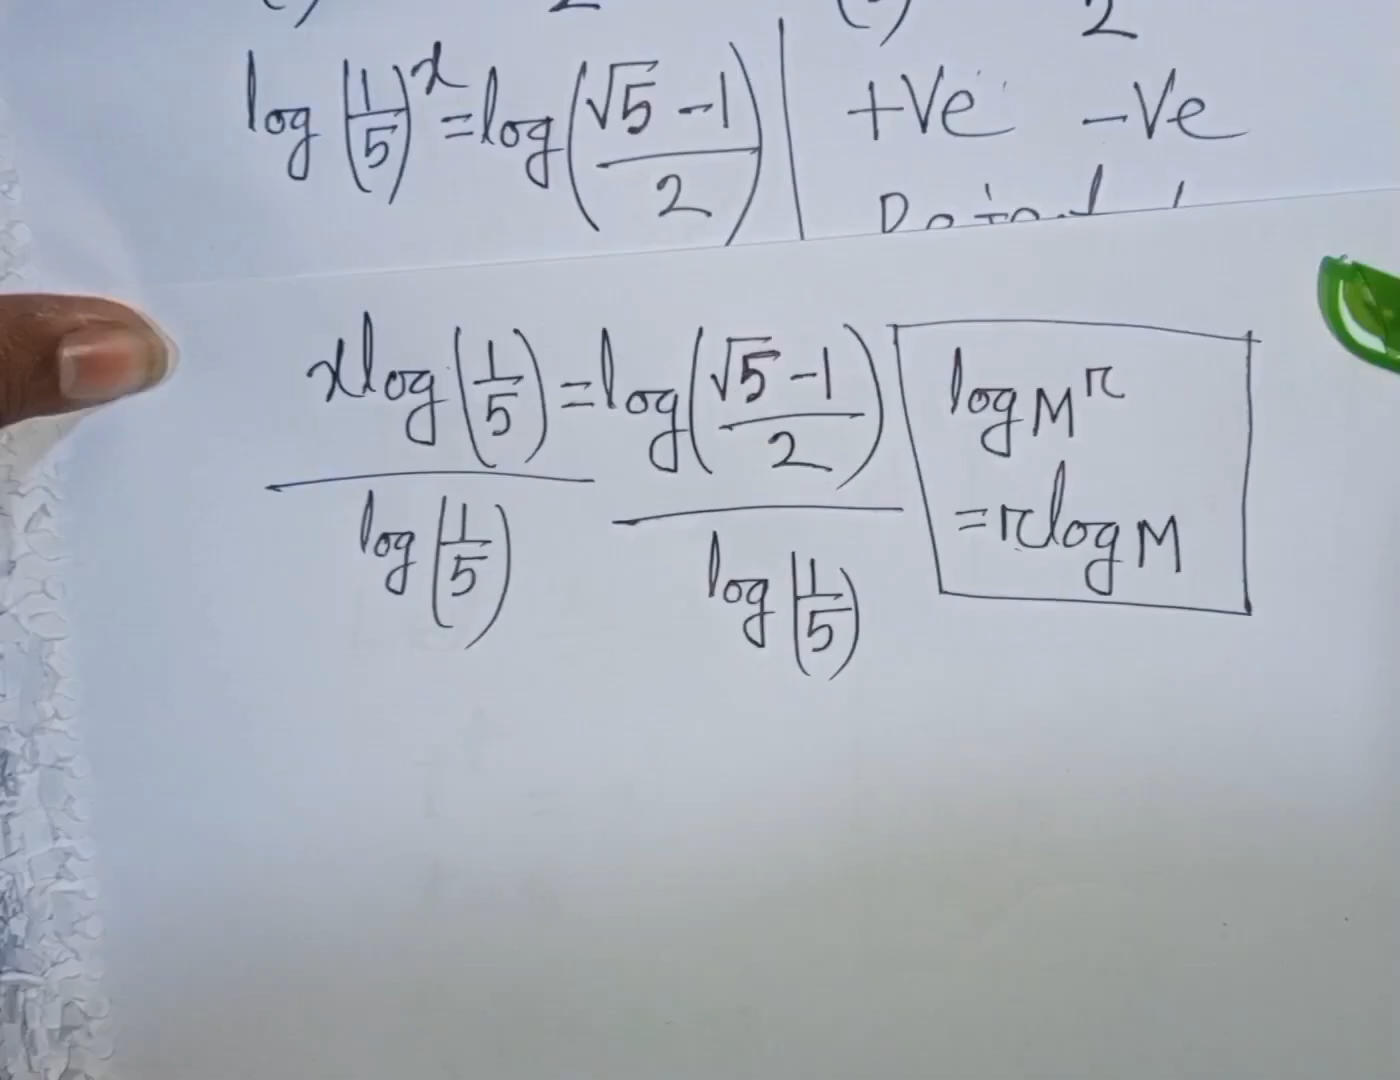 log (1/5)^x = log (√5 - 1 / 2) | +Ve -Ve
x log (1/5) = log (√5 - 1 / 2)
log (1/5) log (1/5)
log M^r
= r log M